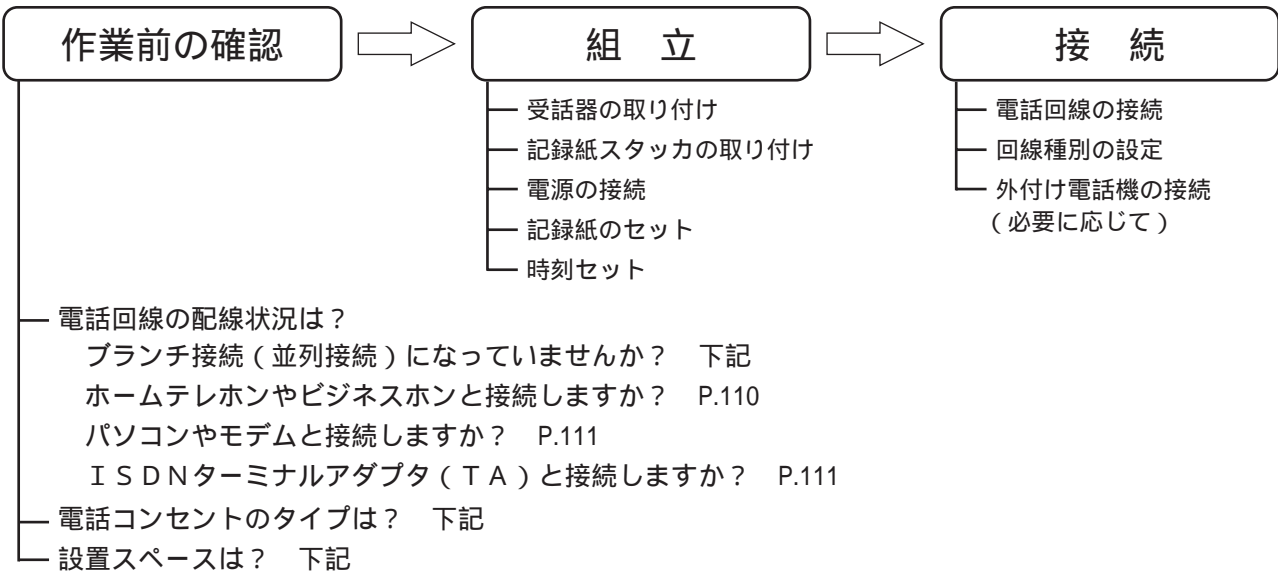 作業前の確認
組　立
接　続
受話器の取り付け
記録紙スタッカの取り付け
電源の接続
記録紙のセット
時刻セット
電話回線の接続
回線種別の設定
外付け電話機の接続
（必要に応じて）
電話回線の配線状況は？
ブランチ接続（並列接続）になっていませんか？　下記
ホームテレホンやビジネスホンと接続しますか？　P.110
パソコンやモデムと接続しますか？　P.111
ＩＳＤＮターミナルアダプタ（ＴＡ）と接続しますか？　P.111
電話コンセントのタイプは？　下記
設置スペースは？　下記